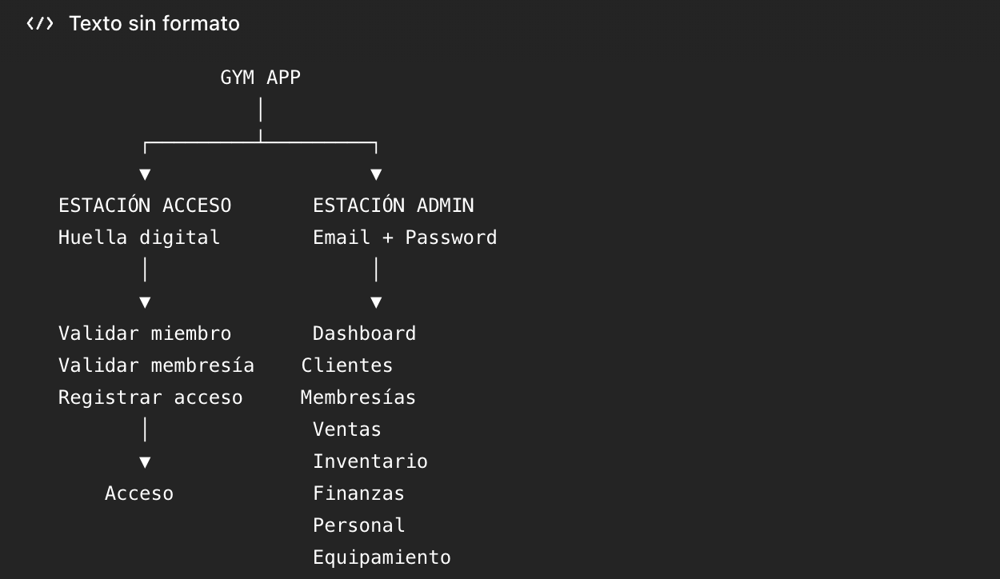 Texto sin formato
GYM APP
ESTACIÓN ACCESO ESTACIÓN ADMIN
Huella digital Email + Password
Validar miembro Dashboard
Validar membresía Clientes
Registrar acceso Membresías
Ventas
Inventario
Acceso Finanzas
Personal
Equipamiento